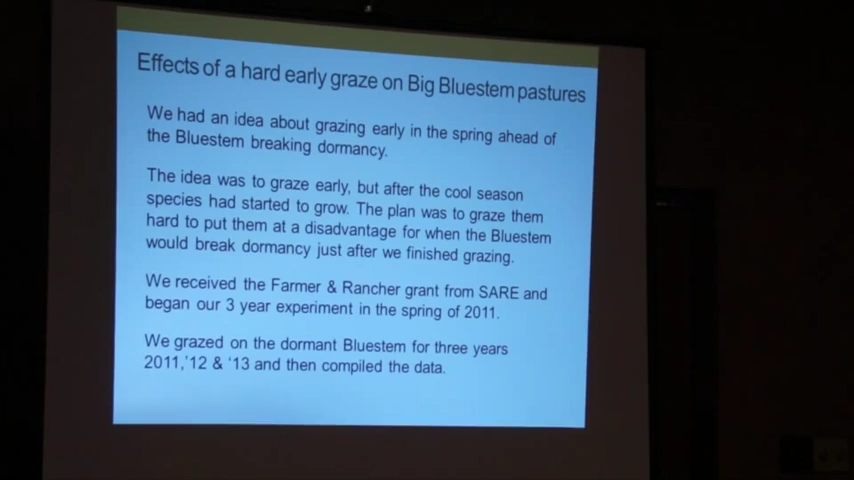 Effects of a hard early graze on Big Bluestem pastures
We had an idea about grazing early in the spring ahead of
the Bluestem breaking dormancy.
The idea was to graze early, but after the cool season
species had started to grow. The plan was to graze them
hard to put them at a disadvantage for when the Bluestem
would break dormancy just after we finished grazing.
We received the Farmer & Rancher grant from SARE and
began our 3 year experiment in the spring of 2011.
We grazed on the dormant Bluestem for three years
2011,'12 & '13 and then compiled the data.